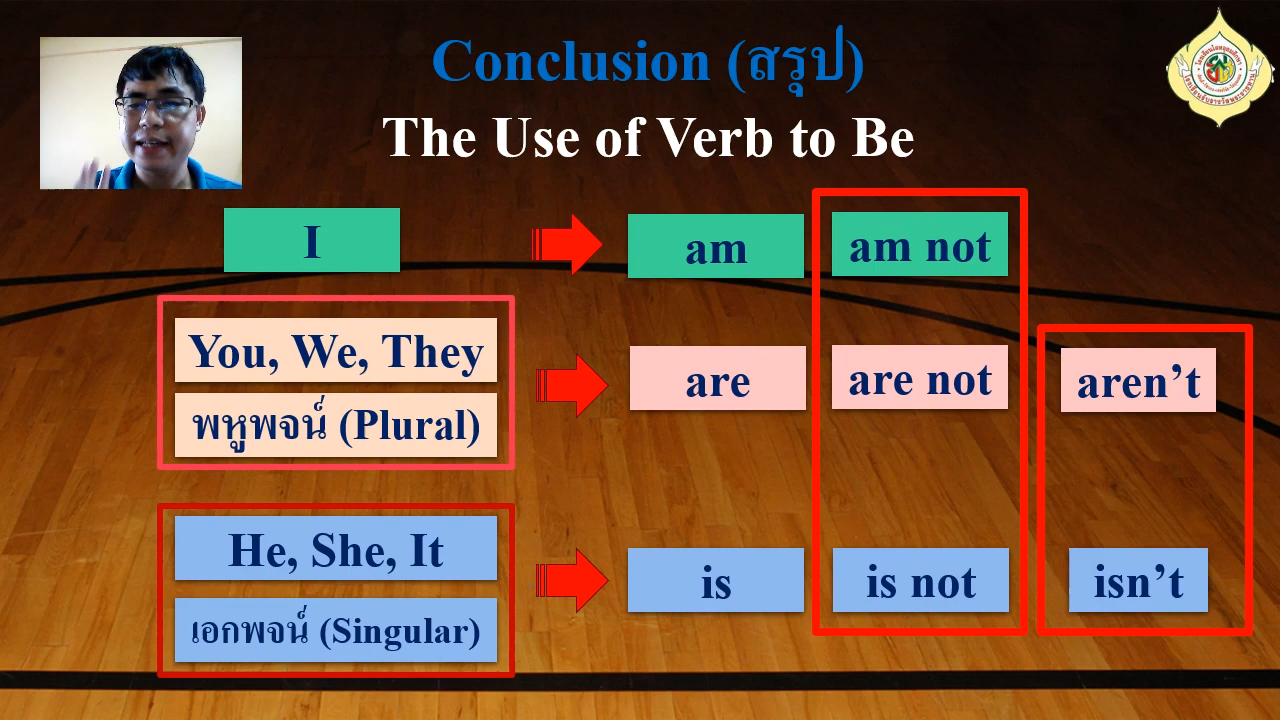 Conclusion (สรุป)
The Use of Verb to Be
I am am not
You, We, They
พหูพจน์ (Plural)
are are not aren’t
He, She, It
เอกพจน์ (Singular)
is is not isn’t